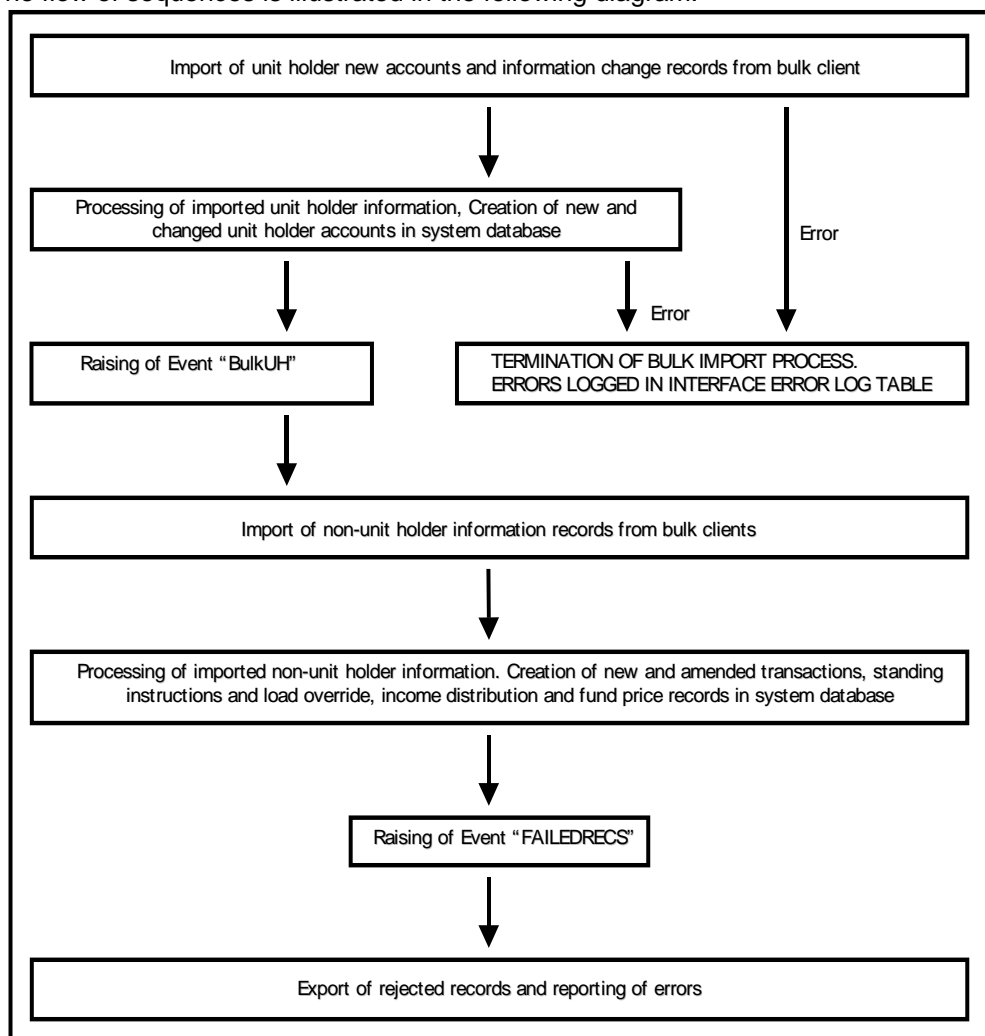 he flow of sequences is illustrated in the following diagram:
Import of unit holder new accounts and information change records from bulk client
Processing of imported unit holder information, Creation of new and
changed unit holder accounts in system database
Error
Error
Raising of Event “BulkUH”
TERMINATION OF BULK IMPORT PROCESS.
ERRORS LOGGED IN INTERFACE ERROR LOG TABLE
Import of non-unit holder information records from bulk clients
Processing of imported non-unit holder information. Creation of new and amended transactions, standing
instructions and load override, income distribution and fund price records in system database
Raising of Event “FAILEDRECS”
Export of rejected records and reporting of errors